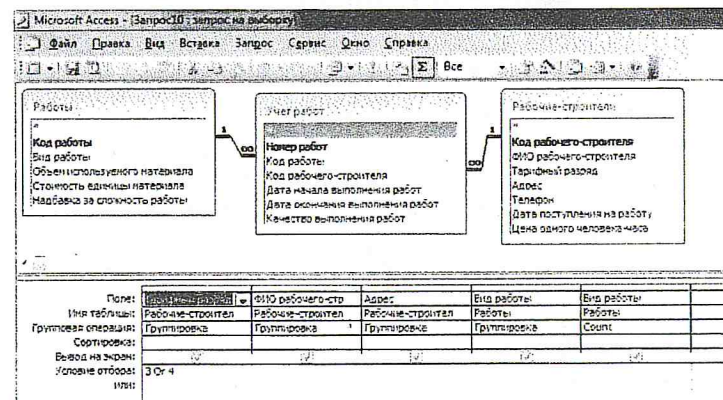 Microsoft Access - [Запрос10 : запрос на выборку]
Файл Правка Вид Вставка Запрос Сервис Окно Справка
Σ Все
Работы
*
Код работы
Вид работы
Объем используемого материала
Стоимость единицы материала
Надбавка за сложность работы
1
∞
Учет работ
Номер работ
Код работы
Код рабочего-строителя
Дата начала выполнения работ
Дата окончания выполнения работ
Качество выполнения работ
∞
1
Рабочие-строители
*
Код рабочего-строителя
ФИО рабочего-строителя
Тарифный разряд
Адрес
Телефон
Дата поступления на работу
Цена одного человека-часа
Поле: ФИО рабочего-стр Адрес Вид работы Вид работы
Имя таблицы: Рабочие-строител Рабочие-строител Рабочие-строител Работы Работы
Групповая операция: Группировка Группировка Группировка Группировка Count
Сортировка:
Вывод на экран:
Условие отбора: 3 Or 4
или: